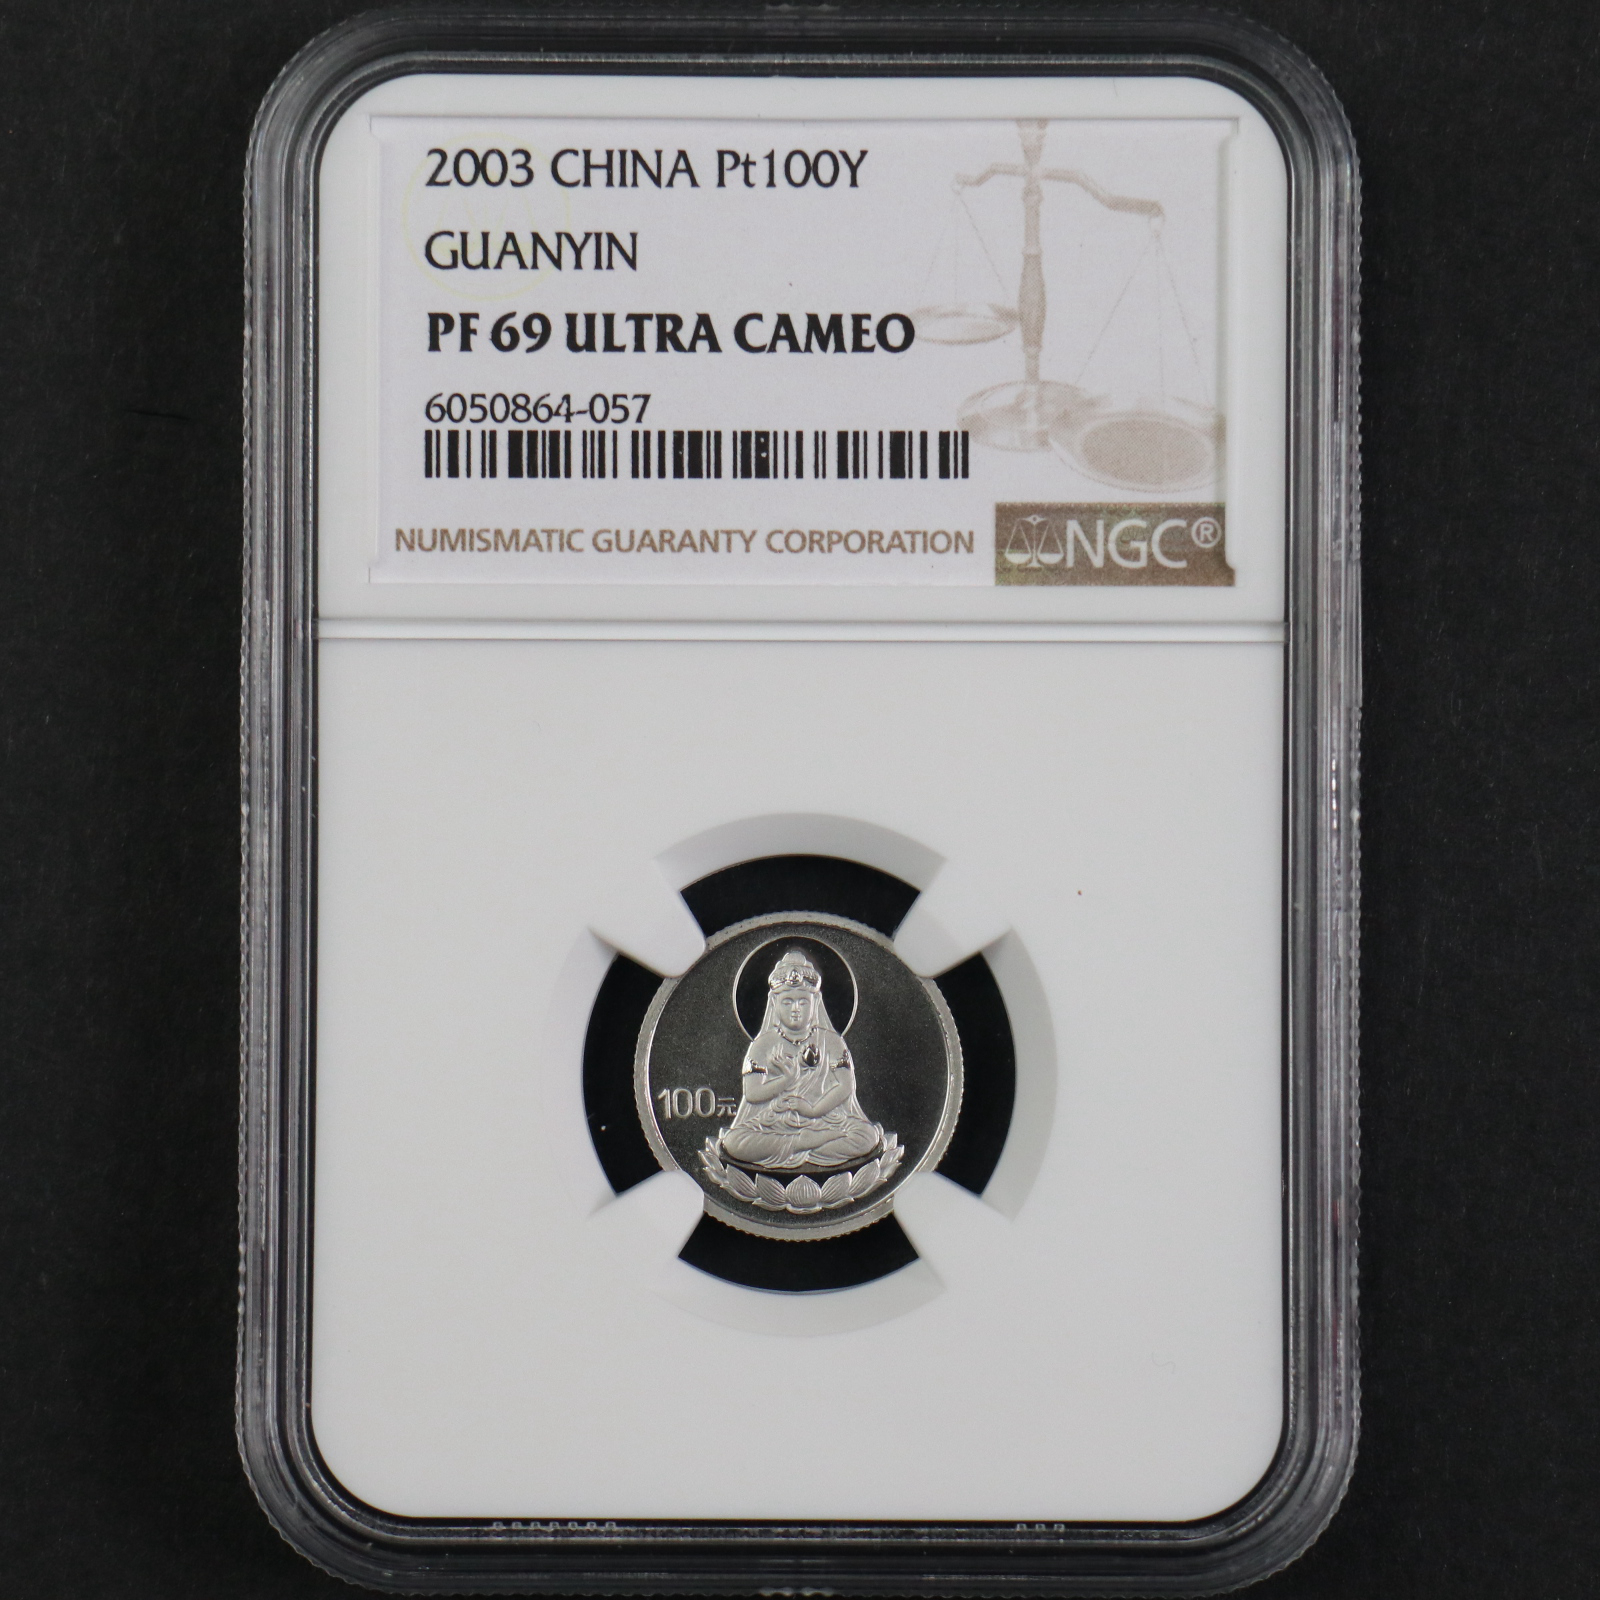 2003 CHINA Pt100Y
GUANYIN
PF 69 ULTRA CAMEO
6050864-057
NUMISMATIC GUARANTY CORPORATION
NGC®
100元